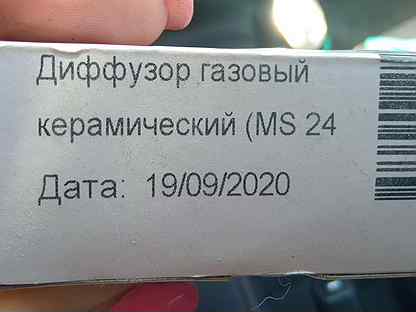 Диффузор газовый
керамический (MS 24
Дата: 19/09/2020